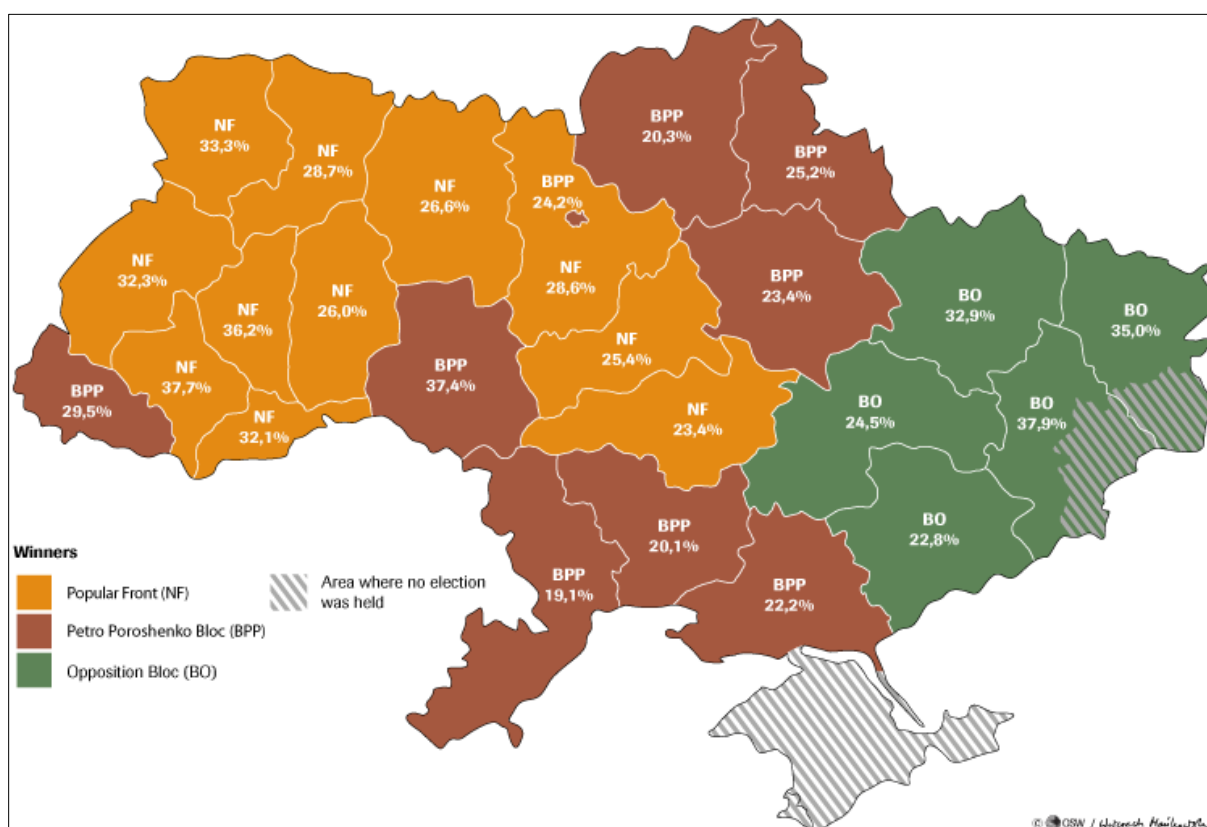 NF
33,3%
NF
28,7%
NF
26,6%
BPP
24,2%
BPP
20,3%
BPP
25,2%
NF
32,3%
NF
36,2%
NF
26,0%
NF
28,6%
BPP
23,4%
BO
32,9%
BO
35,0%
BPP
29,5%
NF
37,7%
NF
32,1%
BPP
37,4%
NF
25,4%
NF
23,4%
BO
24,5%
BO
37,9%
BO
22,8%
BPP
19,1%
BPP
20,1%
BPP
22,2%
Winners
Popular Front (NF)
Petro Poroshenko Bloc (BPP)
Opposition Bloc (BO)
Area where no election
was held
© OSW /